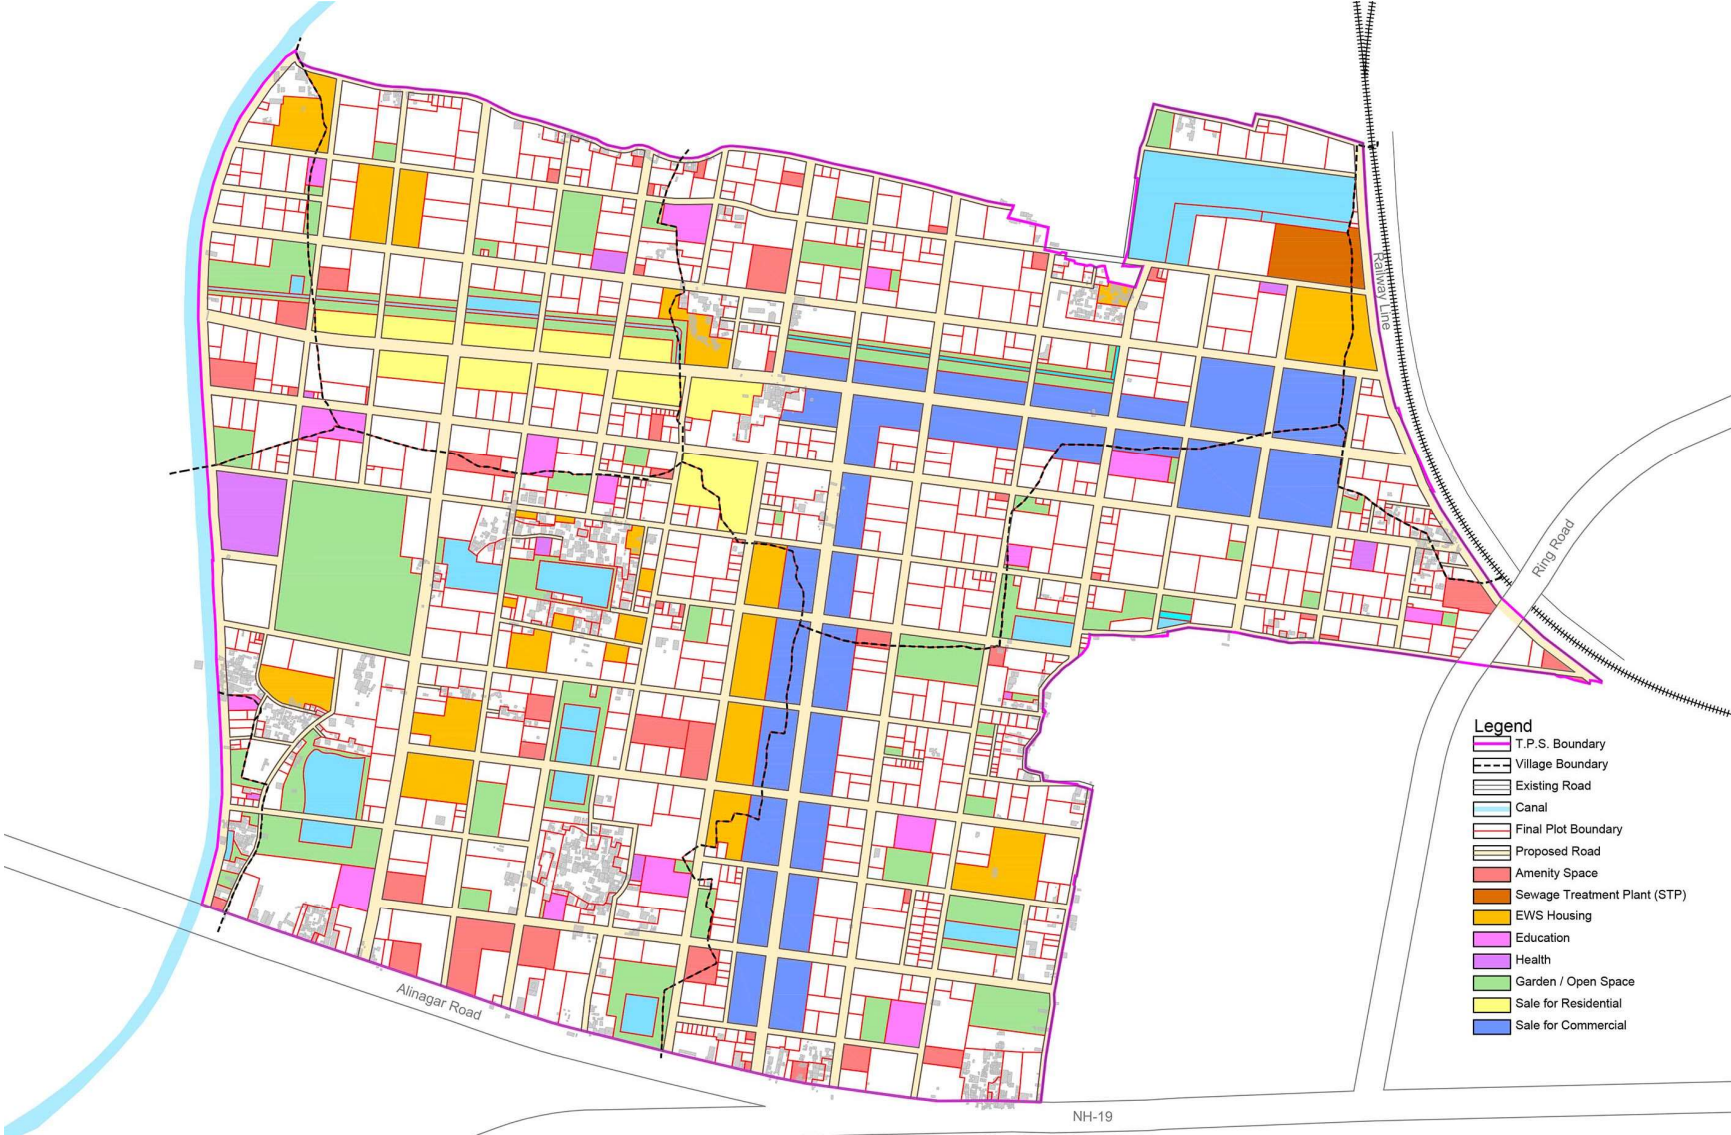 Railway Line
Ring Road
Legend
T.P.S. Boundary
Village Boundary
Existing Road
Canal
Final Plot Boundary
Proposed Road
Amenity Space
Sewage Treatment Plant (STP)
EWS Housing
Education
Health
Garden / Open Space
Sale for Residential
Sale for Commercial
Alinagar Road
NH-19